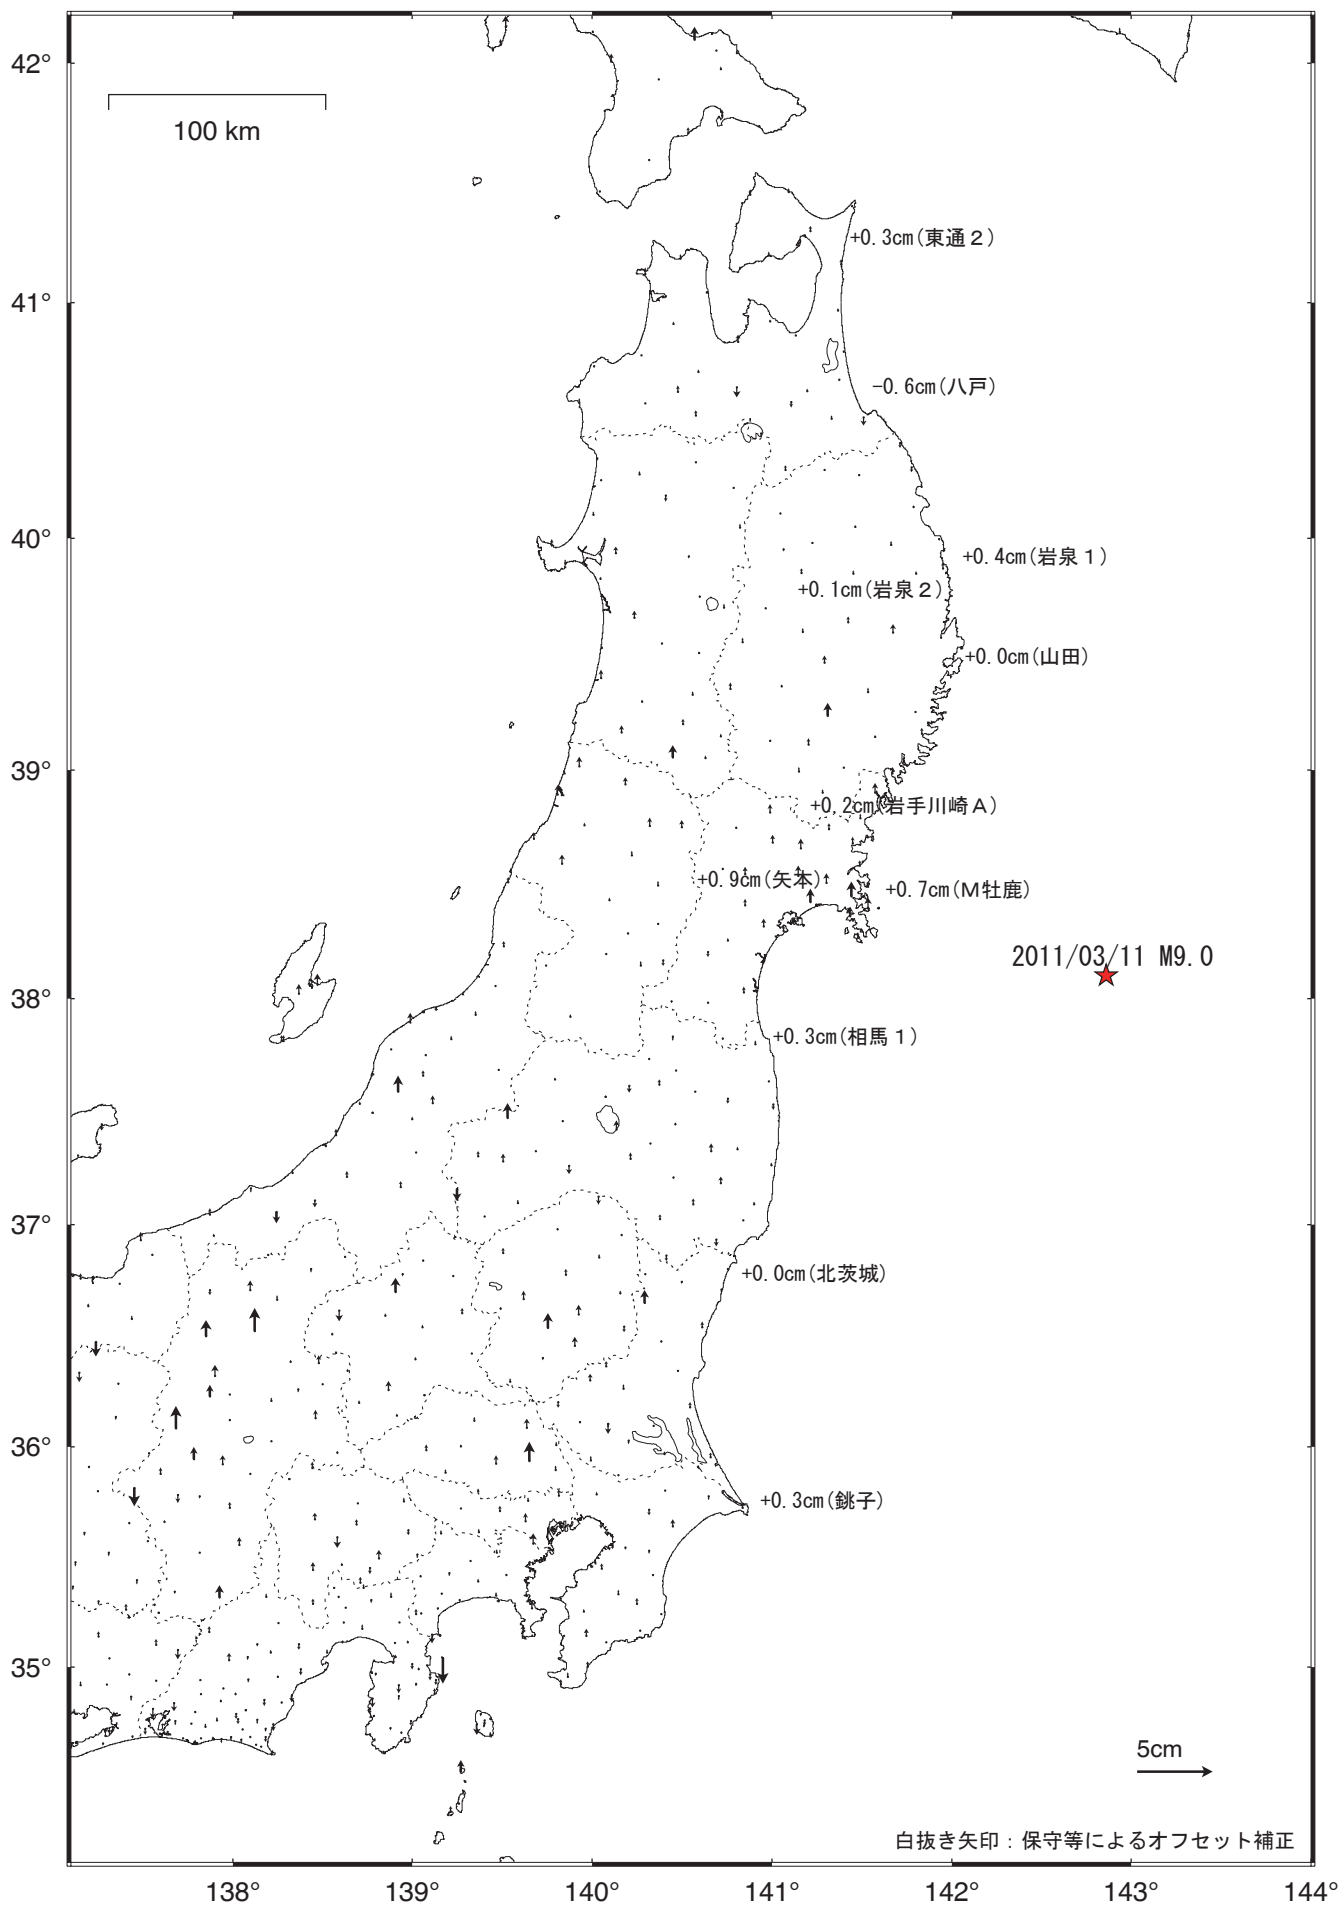 42°
100 km
+0.3cm(東通2)
41°
-0.6cm(八戸)
40°
+0.4cm(岩泉1)
+0.1cm(岩泉2)
+0.0cm(山田)
39°
+0,2cm(岩手川崎A)
+0.9cm(矢本)
+0.7cm(M牡鹿)
2011/03/11 M9.0
38°
+0.3cm(相馬1)
37°
+0.0cm(北茨城)
36°
+0.3cm(銚子)
35°
5cm
白抜き矢印：保守等によるオフセット補正
138° 139° 140° 141° 142° 143° 144°